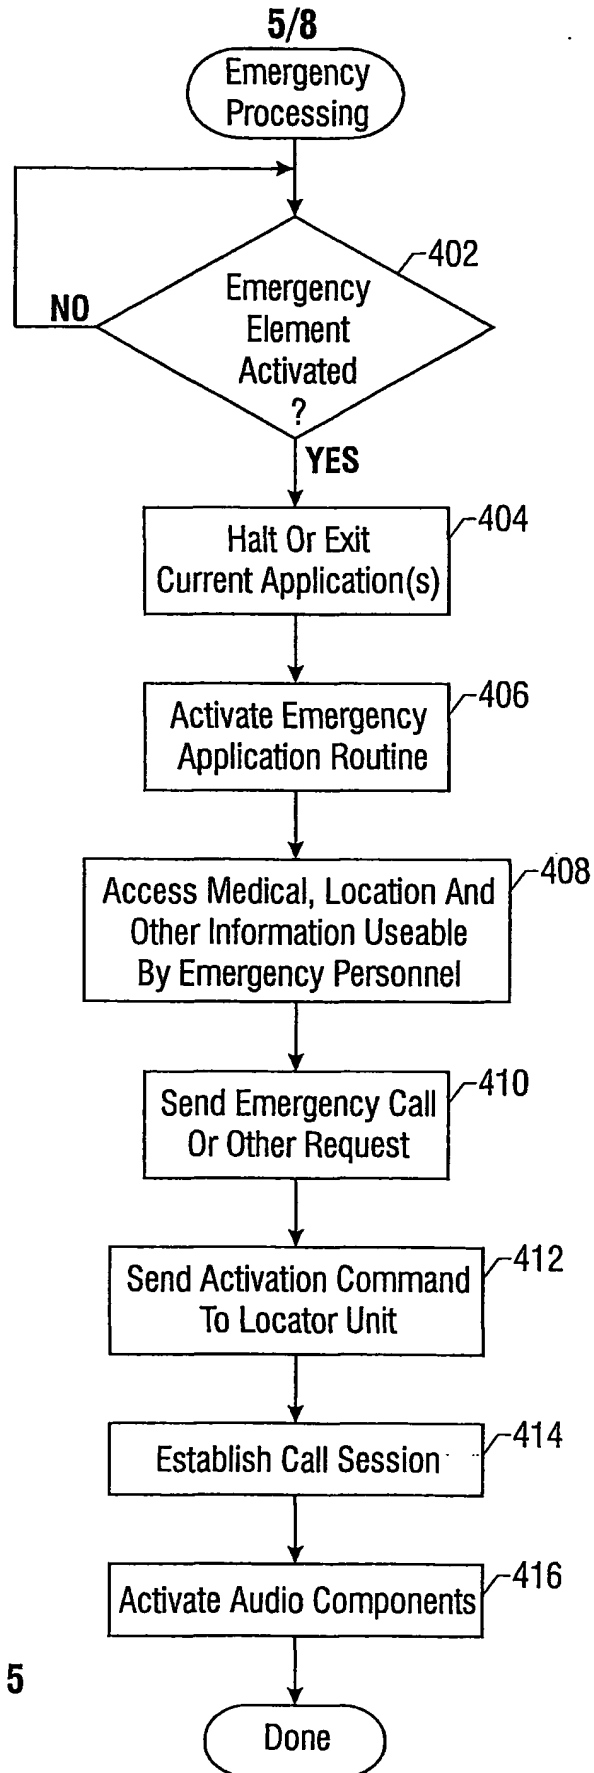 5/8
Emergency
Processing
402
Emergency
Element
Activated
?
NO
YES
404
Halt Or Exit
Current Application(s)
406
Activate Emergency
Application Routine
408
Access Medical, Location And
Other Information Useable
By Emergency Personnel
410
Send Emergency Call
Or Other Request
412
Send Activation Command
To Locator Unit
414
Establish Call Session
416
Activate Audio Components
5
Done